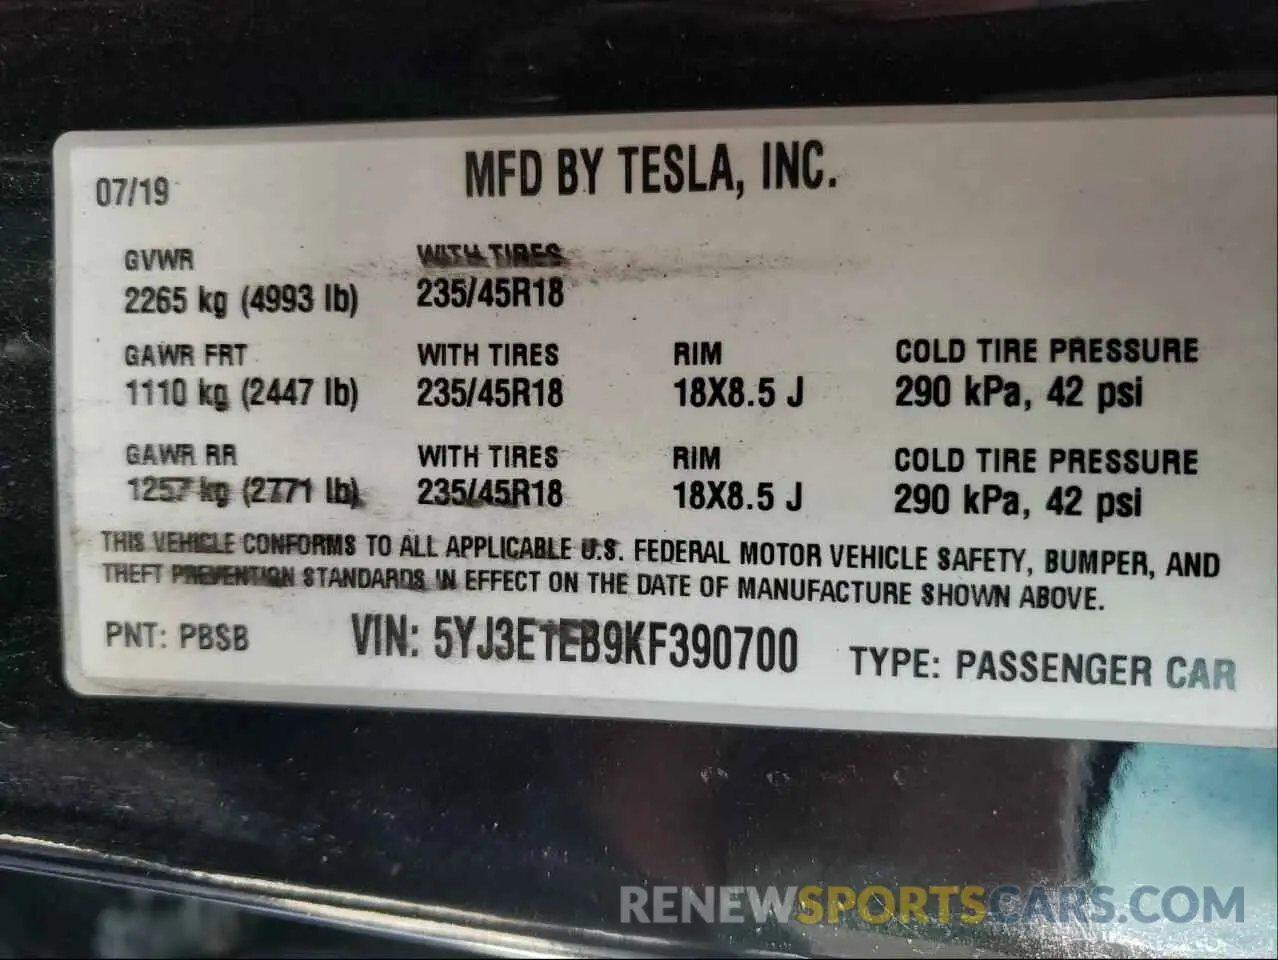 07/19 MFD BY TESLA, INC.
GVWR WITH TIRES
2265 kg (4993 lb) 235/45R18
GAWR FRT WITH TIRES RIM COLD TIRE PRESSURE
1110 kg (2447 lb) 235/45R18 18X8.5 J 290 kPa, 42 psi
GAWR RR WITH TIRES RIM COLD TIRE PRESSURE
1257 kg (2771 lb) 235/45R18 18X8.5 J 290 kPa, 42 psi
THIS VEHICLE CONFORMS TO ALL APPLICABLE U.S. FEDERAL MOTOR VEHICLE SAFETY, BUMPER, AND
THEFT PREVENTION STANDARDS IN EFFECT ON THE DATE OF MANUFACTURE SHOWN ABOVE.
PNT: PBSB VIN: 5YJ3E1EB9KF390700 TYPE: PASSENGER CAR
RENEWSPORTSCARS.COM